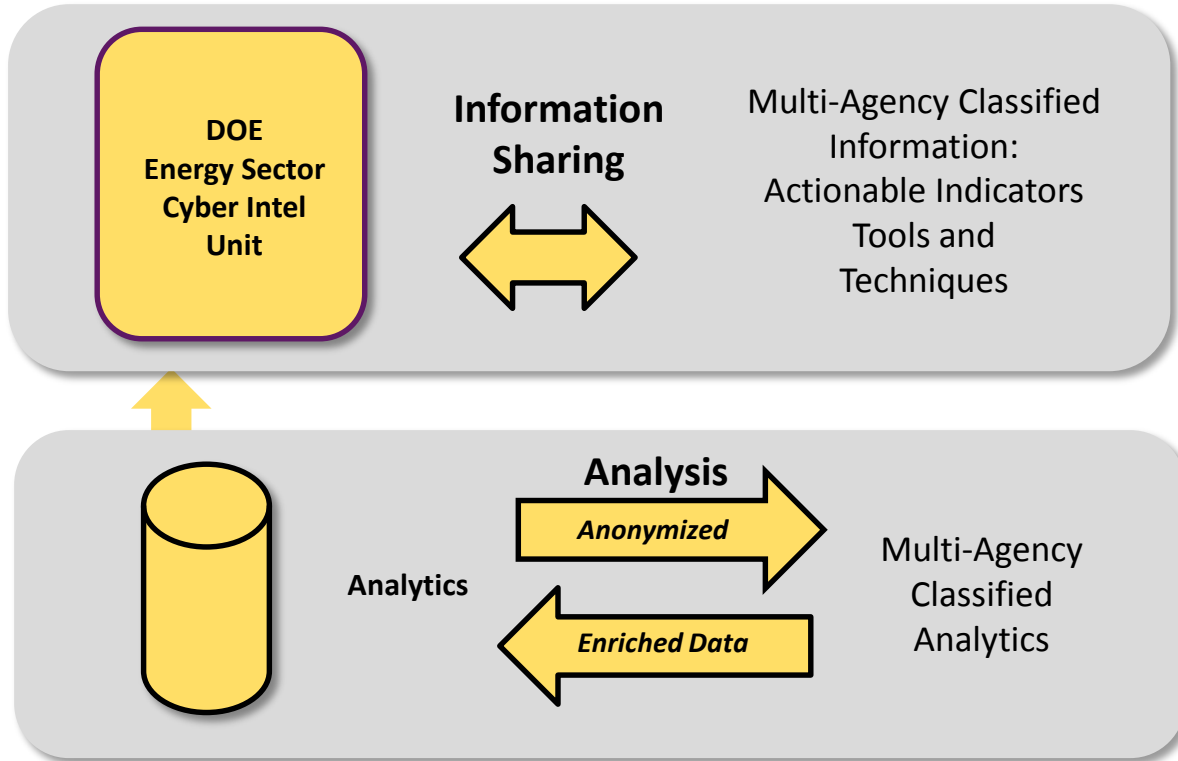 DOE
Energy Sector
Cyber Intel
Unit
Information
Sharing
Multi-Agency Classified
Information:
Actionable Indicators
Tools and
Techniques
Analysis
Anonymized
Analytics
Enriched Data
Multi-Agency
Classified
Analytics